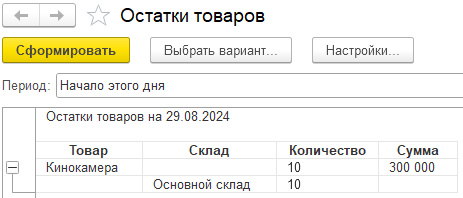 Остатки товаров
Сформировать Выбрать вариант... Настройки...
Период: Начало этого дня
Остатки товаров на 29.08.2024
Товар Склад Количество Сумма
Кинокамера 10 300 000
Основной склад 10